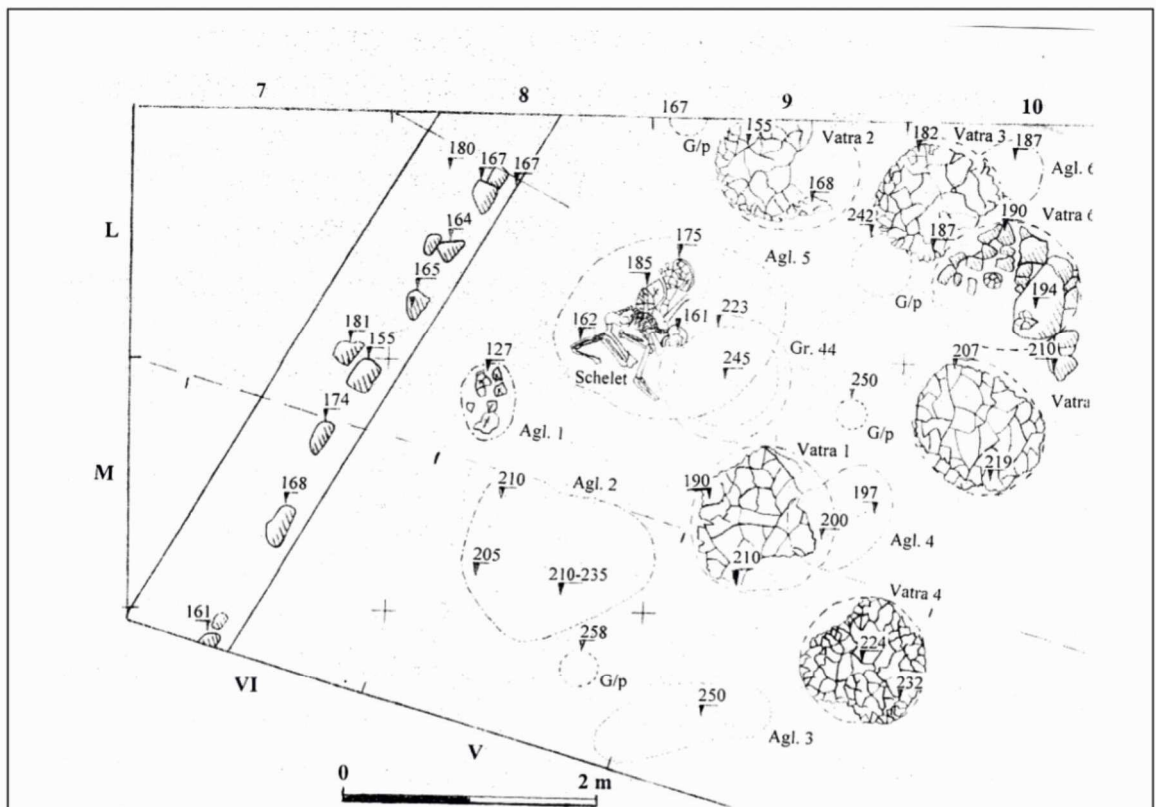 7 8 9 10
167
155 Vatra 2 182 Vatra 3 187
G/p
180 167 167
Agl. 6
168
L
164
242 187 190 Vatra 6
175
Agl. 5
185
165
G/p
194
162 161 223
181
155
Gr. 44
127
245
207 210
Schelet
250
Vatra
174
Agl. 1
G/p
Vatra 1
M
210 Agl. 2
190
197
219
168
200
Agl. 4
205
210-235
210
Vatra 4
161
258
224
VI
G/p
250
232
V
Agl. 3
0 2 m